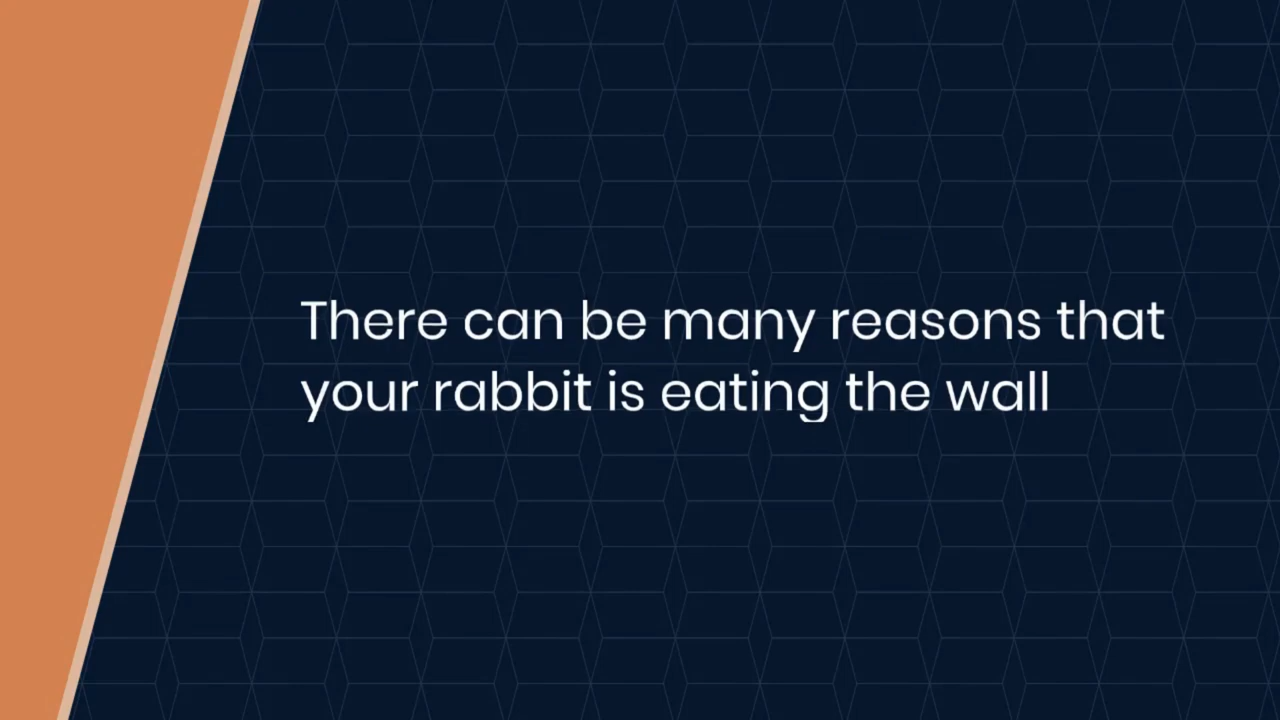 There can be many reasons that
your rabbit is eating the wall